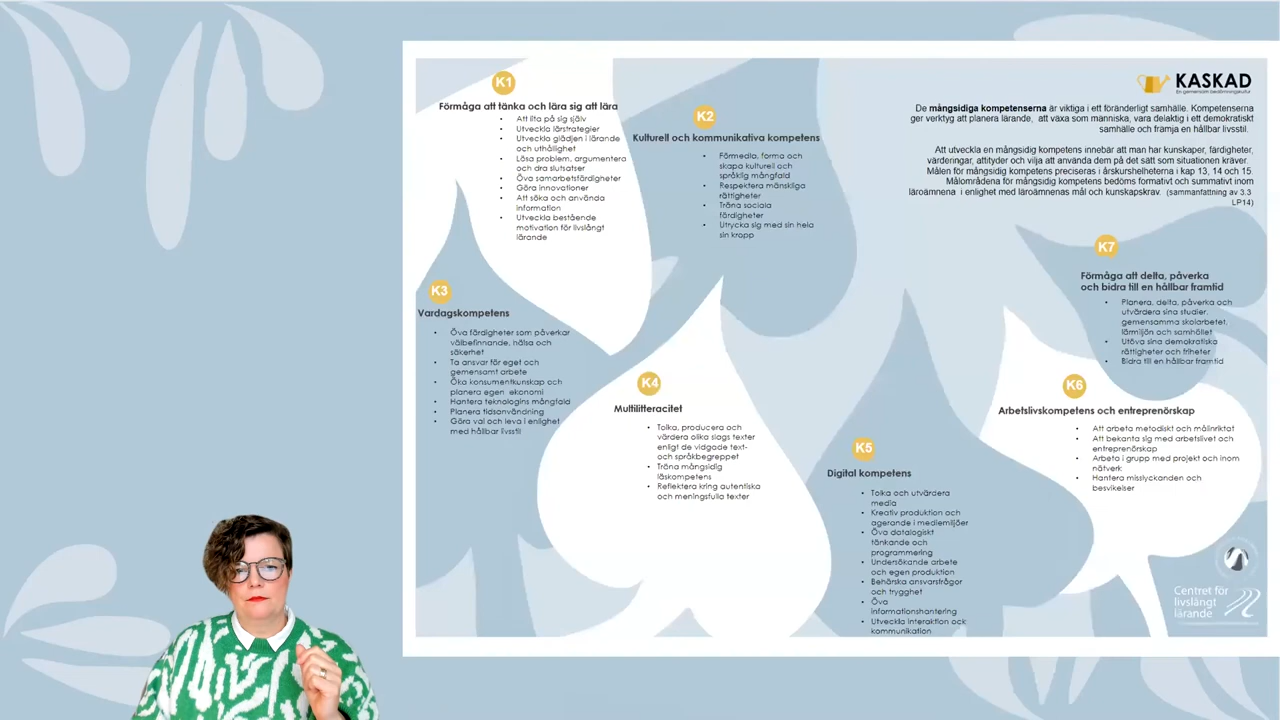 K1
Förmåga att tänka och lära sig att lära
• Att lita på sig själv
• Utveckla lärstrategier
• Utveckla glädjen i lärande
och uthållighet
• Lösa problem, argumentera
och dra slutsatser
• Öva samarbetsfärdigheter
• Göra innovationer
• Att söka och använda
information
• Utveckla bestående
motivation för livslångt
lärande
K2
Kulturell och kommunikativa kompetens
• Förmedla, forma och
skapa kulturell och
språklig mångfald
• Respektera mänskliga
rättigheter
• Träna sociala
färdigheter
• Utrycka sig med sin hela
sin kropp
KASKAD
En gemensam bedömningskultur
De mångsidiga kompetenserna är viktiga i ett föränderligt samhälle. Kompetenserna
ger verktyg att planera lärande, att växa som människa, vara delaktig i ett demokratiskt
samhälle och främja en hållbar livsstil.
Att utveckla en mångsidig kompetens innebär att man har kunskaper, färdigheter,
värderingar, attityder och vilja att använda dem på det sätt som situationen kräver.
Målen för mångsidig kompetens preciseras i årskurshelheterna i kap 13, 14 och 15.
Målområdena för mångsidig kompetens bedöms formativt och summativt inom
läroämnena i enlighet med läroämnenas mål och kunskapskrav. (sammanfattning av 3.3
LP14)
K3
Vardagskompetens
• Öva färdigheter som påverkar
välbefinnande, hälsa och
säkerhet
• Ta ansvar för eget och
gemensamt arbete
• Öka konsumentkunskap och
planera egen ekonomi
• Hantera teknologins mångfald
• Planera tidsanvändning
• Göra val och leva i enlighet
med hållbar livsstil
K4
Multilitteracitet
• Tolka, producera och
värdera olika slags texter
enligt de vidgade text-
och språkbegreppet
• Träna mångsidig
läskompetens
• Reflektera kring autentiska
och meningsfulla texter
K5
Digital kompetens
• Tolka och utvärdera
media
• Kreativ produktion och
agerande i mediemiljöer
• Öva datalogiskt
tänkande och
programmering
• Undersökande arbete
och egen produktion
• Behärska ansvarsfrågor
och trygghet
• Öva
informationshantering
• Utveckla interaktion ock
kommunikation
K7
Förmåga att delta, påverka
och bidra till en hållbar framtid
• Planera, delta, påverka och
utvärdera sina studier,
gemensamma skolarbetet,
lärmiljön och samhället
• Utöva sina demokratiska
rättigheter och friheter
• Bidra till en hållbar framtid
K6
Arbetslivskompetens och entreprenörskap
• Att arbeta metodiskt och målinriktat
• Att bekanta sig med arbetslivet och
entreprenörskap
• Arbeta i grupp med projekt och inom
nätverk
• Hantera misslyckanden och
besvikelser
Centret för
livslångt
lärande